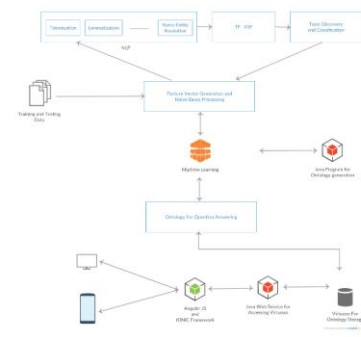 Tokenization
Lemmatization
Name-Entity
Resolution
TF - IDF
Topic Discovery
and Classification
NLP
Feature Vector Generation and
Naive Bayes Processing
Training and Testing
Data
Machine Learning
Java Program for
Ontology generation
Ontology for Question Answering
Angular JS
and
IONIC Framework
Java Web Service for
Accessing Virtuoso
Virtuoso For
Ontology Storage